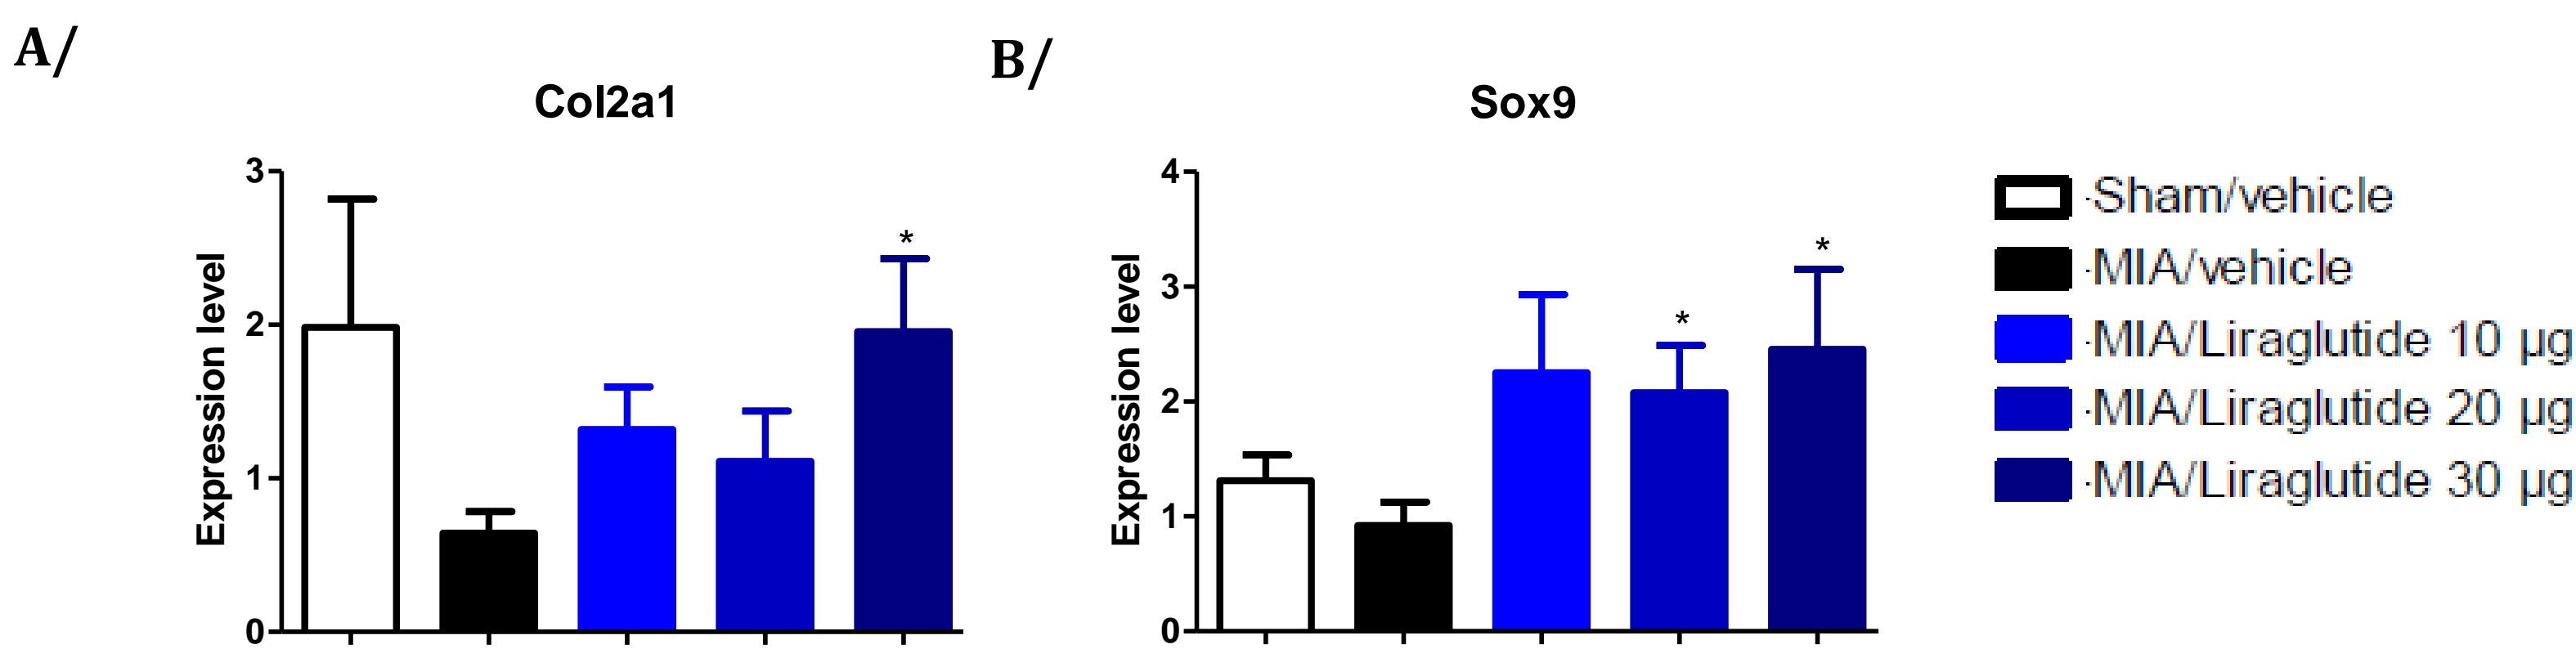 A/
Col2a1
Expression level
3
2
1
0
*
B/
Sox9
Expression level
4
3
2
1
0
*
*
Sham/vehicle
MIA/vehicle
MIA/Liraglutide 10 µg
MIA/Liraglutide 20 µg
MIA/Liraglutide 30 µg